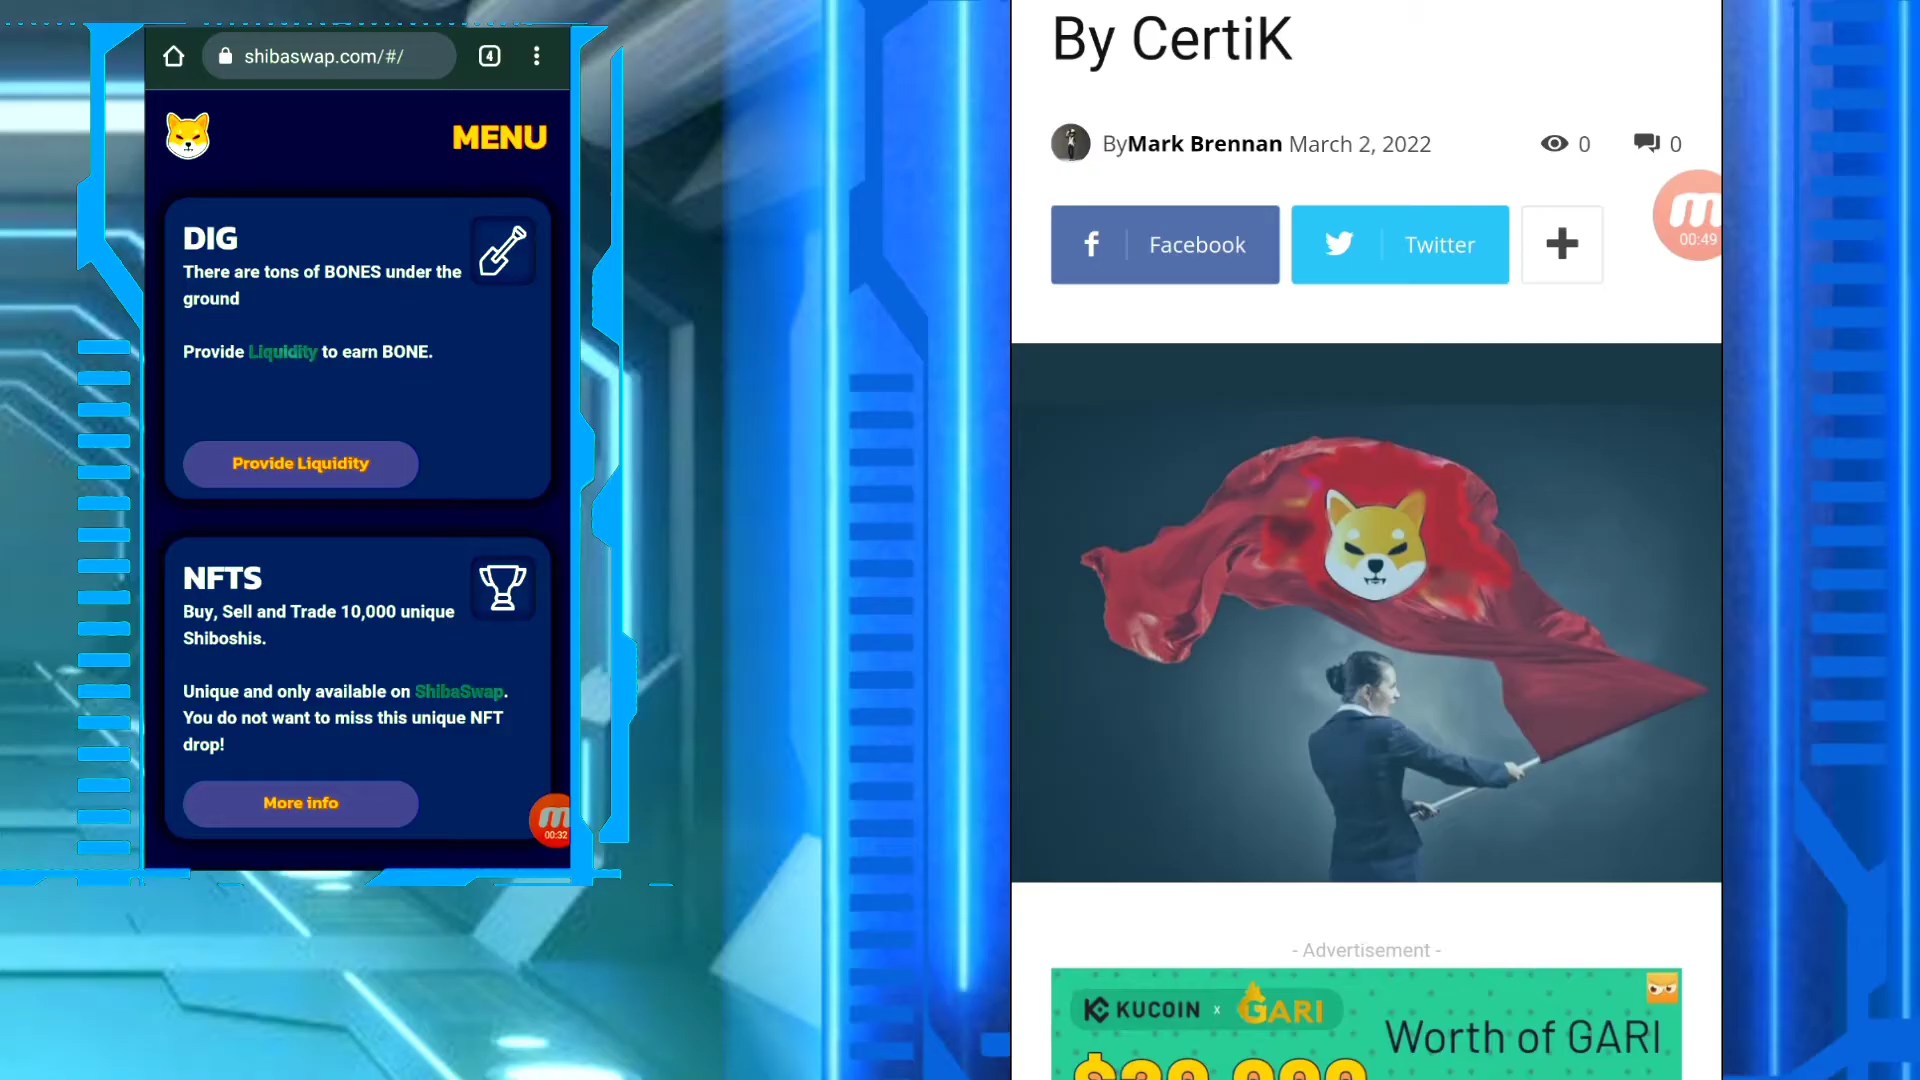 shibaswap.com/#/
4
MENU
DIG
There are tons of BONES under the
ground
Provide Liquidity to earn BONE.
Provide Liquidity
NFTS
Buy, Sell and Trade 10,000 unique
Shiboshis.
Unique and only available on ShibaSwap.
You do not want to miss this unique NFT
drop!
More info
00:32
By CertiK
ByMark Brennan March 2, 2022
0
0
00:49
Facebook
Twitter
- Advertisement -
KUCOIN x GARI
Worth of GARI